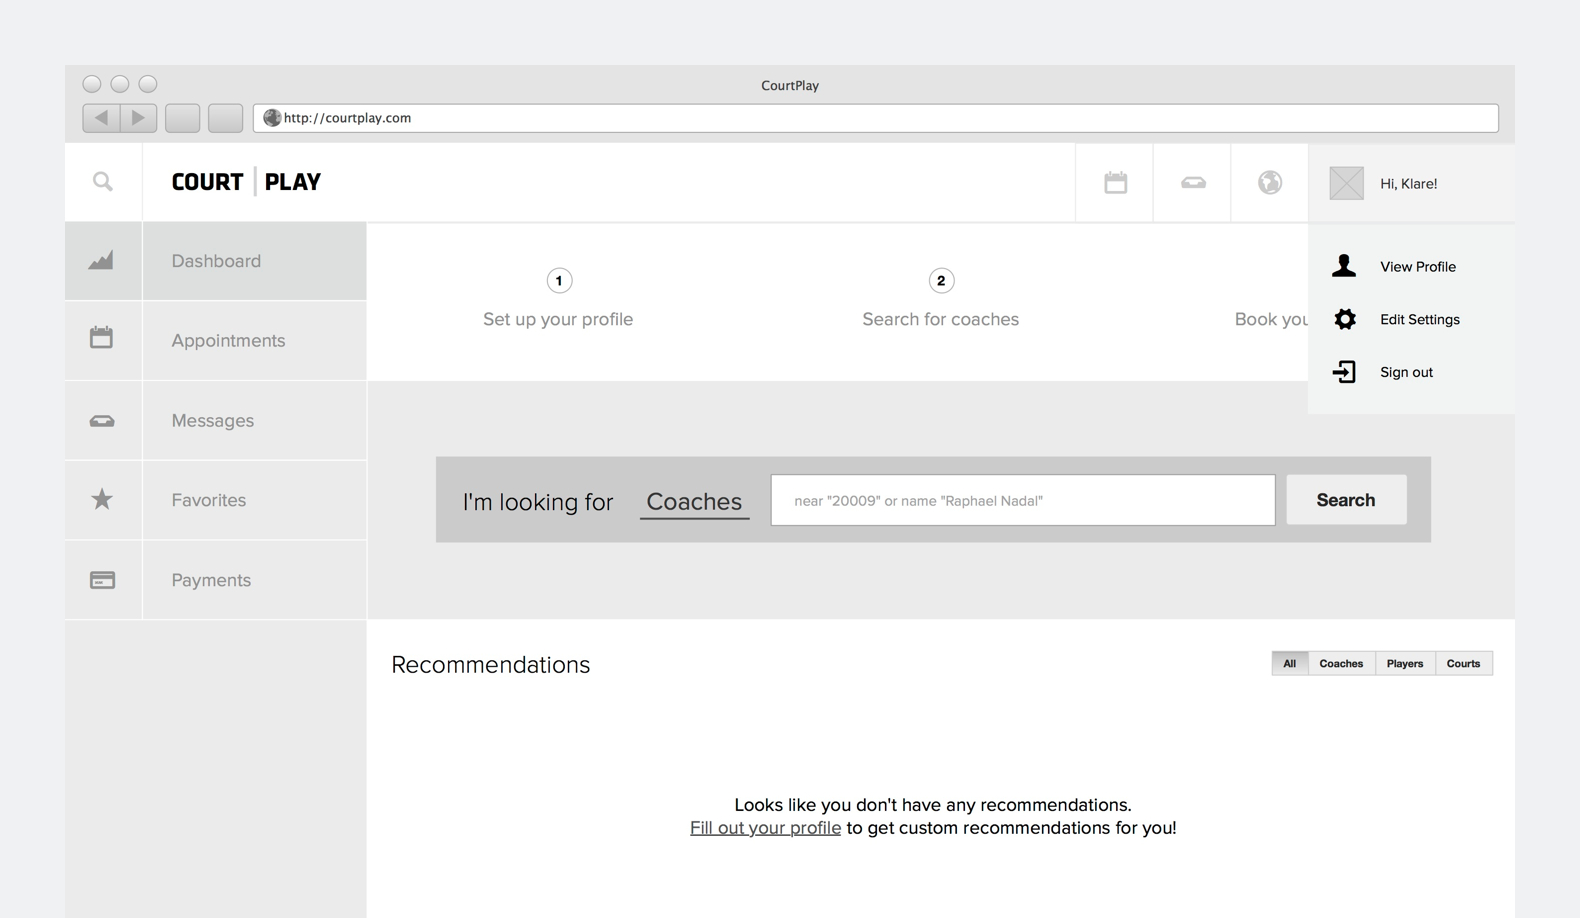 CourtPlay
http://courtplay.com
COURT | PLAY
Hi, Klare!
Dashboard
Appointments
Messages
Favorites
Payments
1
Set up your profile
2
Search for coaches
Book you
View Profile
Edit Settings
Sign out
I'm looking for Coaches near "20009" or name "Raphael Nadal" Search
Recommendations
All Coaches Players Courts
Looks like you don't have any recommendations.
Fill out your profile to get custom recommendations for you!